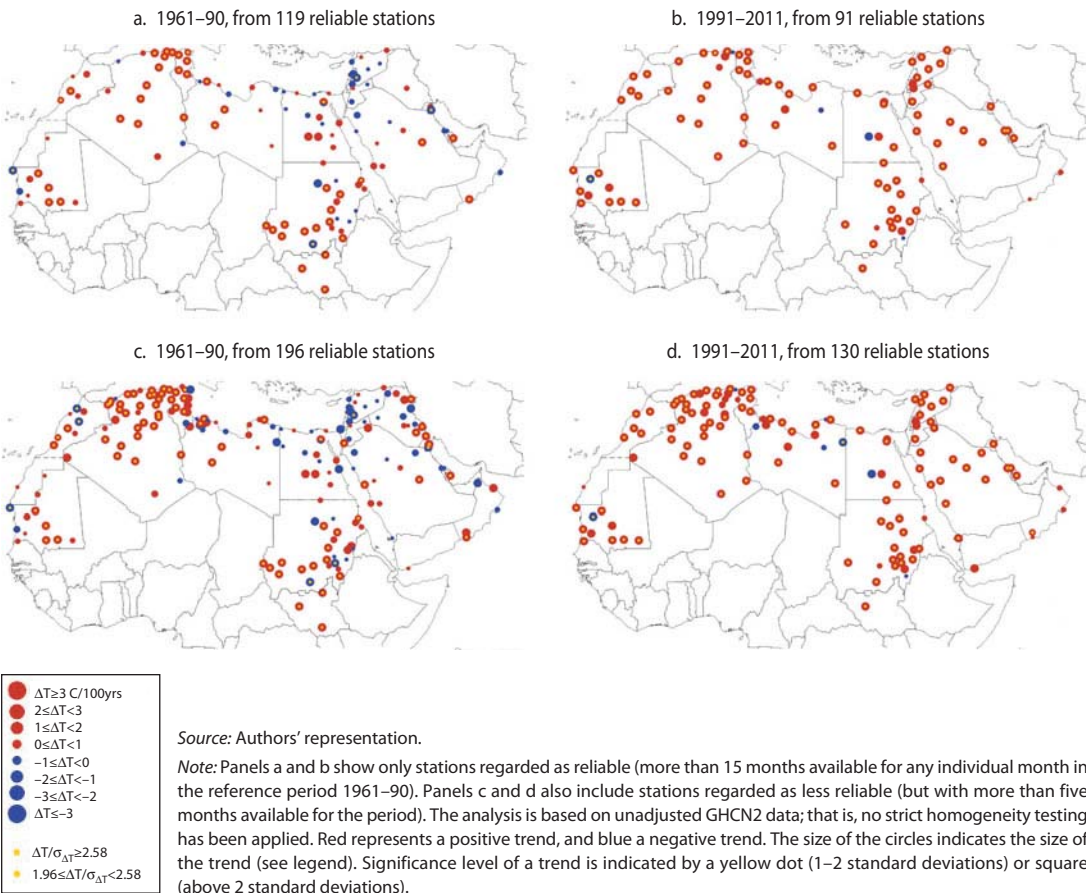 a. 1961–90, from 119 reliable stations
b. 1991–2011, from 91 reliable stations
c. 1961–90, from 196 reliable stations
d. 1991–2011, from 130 reliable stations
ΔT≥3 C/100yrs
2≤ΔT<3
1≤ΔT<2
0≤ΔT<1
−1≤ΔT<0
−2≤ΔT<−1
−3≤ΔT<−2
ΔT≤−3
ΔT/σΔT≥2.58
1.96≤ΔT/σΔT<2.58
Source: Authors' representation.
Note: Panels a and b show only stations regarded as reliable (more than 15 months available for any individual month in
the reference period 1961–90). Panels c and d also include stations regarded as less reliable (but with more than five
months available for the period). The analysis is based on unadjusted GHCN2 data; that is, no strict homogeneity testing
has been applied. Red represents a positive trend, and blue a negative trend. The size of the circles indicates the size of
the trend (see legend). Significance level of a trend is indicated by a yellow dot (1–2 standard deviations) or square
(above 2 standard deviations).